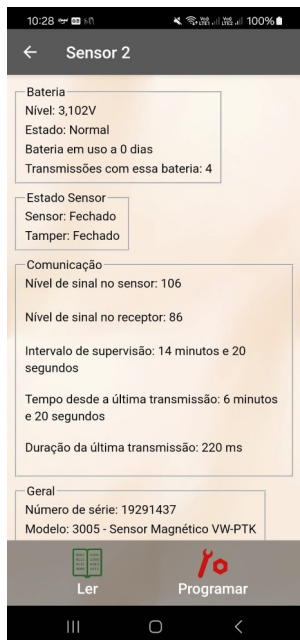 10:28
100%
Sensor 2
Bateria
Nível: 3,102V
Estado: Normal
Bateria em uso a 0 dias
Transmissões com essa bateria: 4
Estado Sensor
Sensor: Fechado
Tamper: Fechado
Comunicação
Nível de sinal no sensor: 106
Nível de sinal no receptor: 86
Intervalo de supervisão: 14 minutos e 20
segundos
Tempo desde a última transmissão: 6 minutos
e 20 segundos
Duração da última transmissão: 220 ms
Geral
Número de série: 19291437
Modelo: 3005 - Sensor Magnético VW-PTK
Ler
Programar